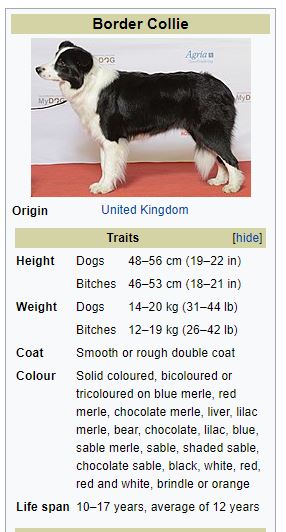 Border Collie
Agria
MyDOG
Origin United Kingdom
Traits [hide]
Height Dogs 48–56 cm (19–22 in)
Bitches 46–53 cm (18–21 in)
Weight Dogs 14–20 kg (31–44 lb)
Bitches 12–19 kg (26–42 lb)
Coat Smooth or rough double coat
Colour Solid coloured, bicoloured or
tricoloured on blue merle, red
merle, chocolate merle, liver, lilac
merle, bear, chocolate, lilac, blue,
sable merle, sable, shaded sable,
chocolate sable, black, white, red,
red and white, brindle or orange
Life span 10–17 years, average of 12 years